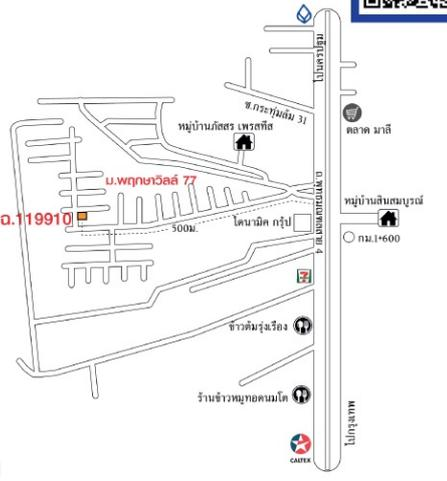 ไปนครปฐม
ซ.กระทุ่มล้ม 31
หมู่บ้านภัสสร เพรสทีส
ตลาด มาลี
ม.พฤกษาวิลล์ 77
ถ.พุทธมณฑลสาย 4
หมู่บ้านสินสมบูรณ์
ฉ.119910
500ม.
ไดนามิค กรุ๊ป
กม.1+600
7
ข้าวต้มรุ่งเรือง
ร้านข้าวหมูทอดนมโต
ไปกรุงเทพ
CALTEX